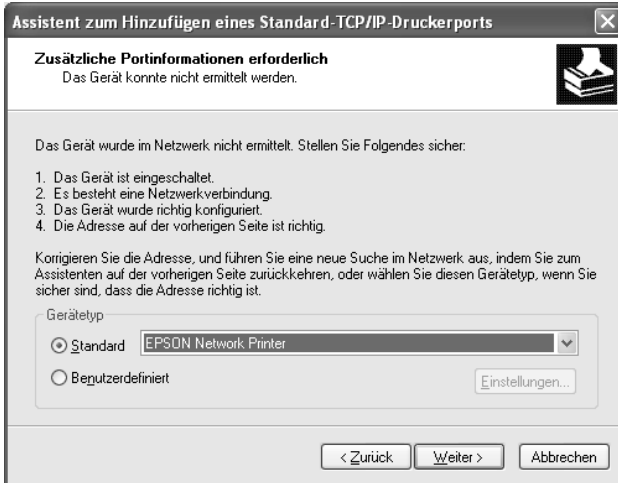 Assistent zum Hinzufügen eines Standard-TCP/IP-Druckerports
Zusätzliche Portinformationen erforderlich
Das Gerät konnte nicht ermittelt werden.
Das Gerät wurde im Netzwerk nicht ermittelt. Stellen Sie Folgendes sicher:
1. Das Gerät ist eingeschaltet.
2. Es besteht eine Netzwerkverbindung.
3. Das Gerät wurde richtig konfiguriert.
4. Die Adresse auf der vorherigen Seite ist richtig.
Korrigieren Sie die Adresse, und führen Sie eine neue Suche im Netzwerk aus, indem Sie zum
Assistenten auf der vorherigen Seite zurückkehren, oder wählen Sie diesen Gerätetyp, wenn Sie
sicher sind, dass die Adresse richtig ist.
Gerätetyp
Standard EPSON Network Printer
Benutzerdefiniert Einstellungen...
< Zurück Weiter > Abbrechen